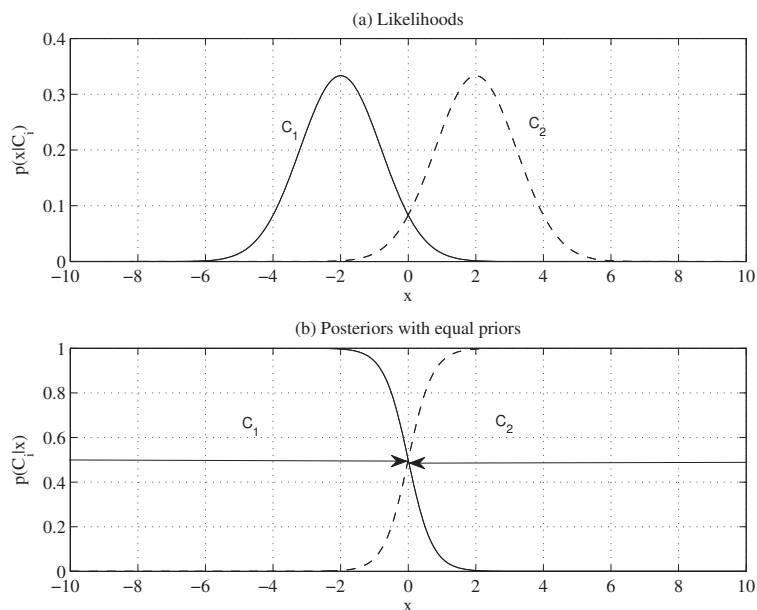 (a) Likelihoods
0.4
0.3
0.2
0.1
0
p(x|C_i)
C_1
C_2
−10 −8 −6 −4 −2 0 2 4 6 8 10
x
(b) Posteriors with equal priors
1
0.8
0.6
0.4
0.2
0
p(C_i|x)
C_1
C_2
−10 −8 −6 −4 −2 0 2 4 6 8 10
x